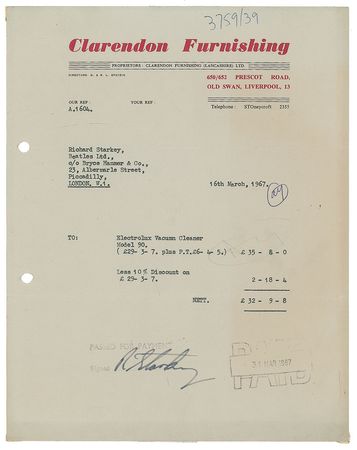 3759/39
Clarendon Furnishing
PROPRIETORS: CLARENDON FURNISHING (LANCASHIRE) LTD.
650/652 PRESCOT ROAD,
OLD SWAN, LIVERPOOL, 13
OUR REF: YOUR REF:
Telephone: STOneycroft 2355
A.1604.
Richard Starkey,
Beatles Ltd.,
c/o Bryce Hanmer & Co.,
23, Albermarle Street,
Piccadilly,
LONDON, W.1.
16th March, 1967.
TO: Electrolux Vacumn Cleaner
Model 90.
(£29-3-7. plus P.T.£6-4-5.) £ 35 - 8 - 0
Less 10% Discount on
£ 29-3-7. 2 - 18 - 4
NETT. £ 32 - 9 - 8
PASSED FOR PAYMENT
Signed R Starkey
31 MAR 1967
PAID